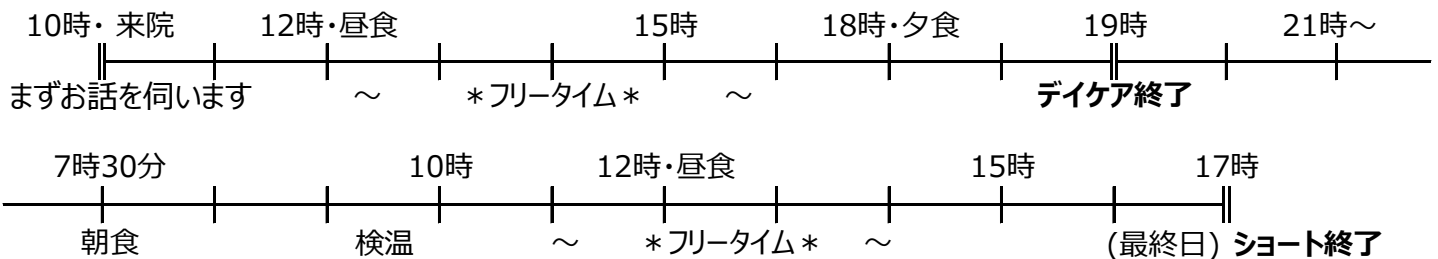 10時・ 来院 12時・昼食 15時 18時・夕食 19時 21時～
まずお話を伺います ～ ＊フリータイム＊ ～ デイケア終了
7時30分 10時 12時・昼食 15時 17時
朝食 検温 ～ ＊フリータイム＊ ～ (最終日) ショート終了